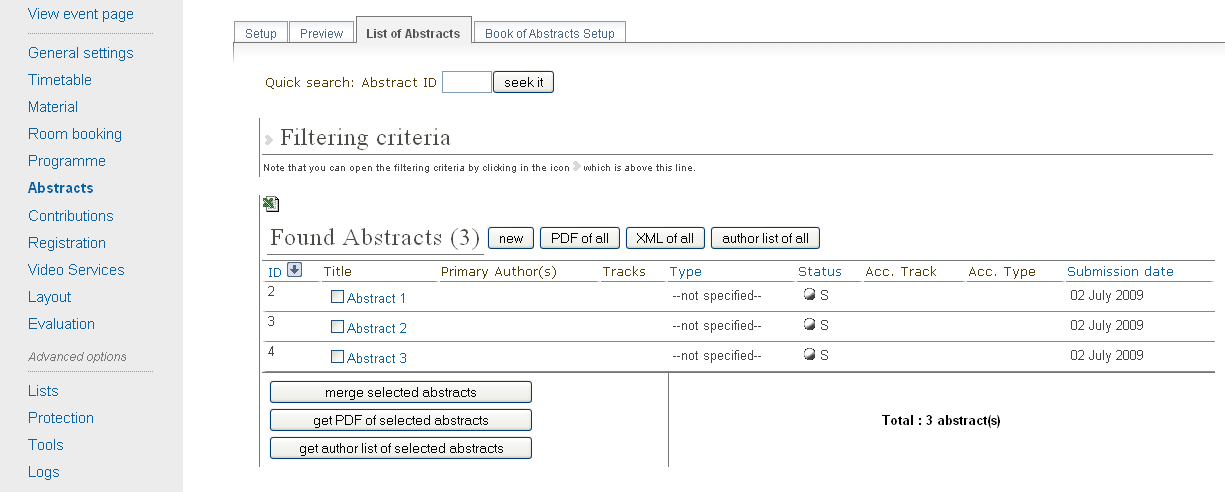 View event page
General settings
Timetable
Material
Room booking
Programme
Abstracts
Contributions
Registration
Video Services
Layout
Evaluation
Advanced options
Lists
Protection
Tools
Logs
Setup Preview List of Abstracts Book of Abstracts Setup
Quick search: Abstract ID seek it
Filtering criteria
Note that you can open the filtering criteria by clicking in the icon which is above this line.
Found Abstracts (3) new PDF of all XML of all author list of all
ID Title Primary Author(s) Tracks Type Status Acc. Track Acc. Type Submission date
2 Abstract 1 --not specified-- S 02 July 2009
3 Abstract 2 --not specified-- S 02 July 2009
4 Abstract 3 --not specified-- S 02 July 2009
merge selected abstracts
get PDF of selected abstracts
get author list of selected abstracts
Total : 3 abstract(s)